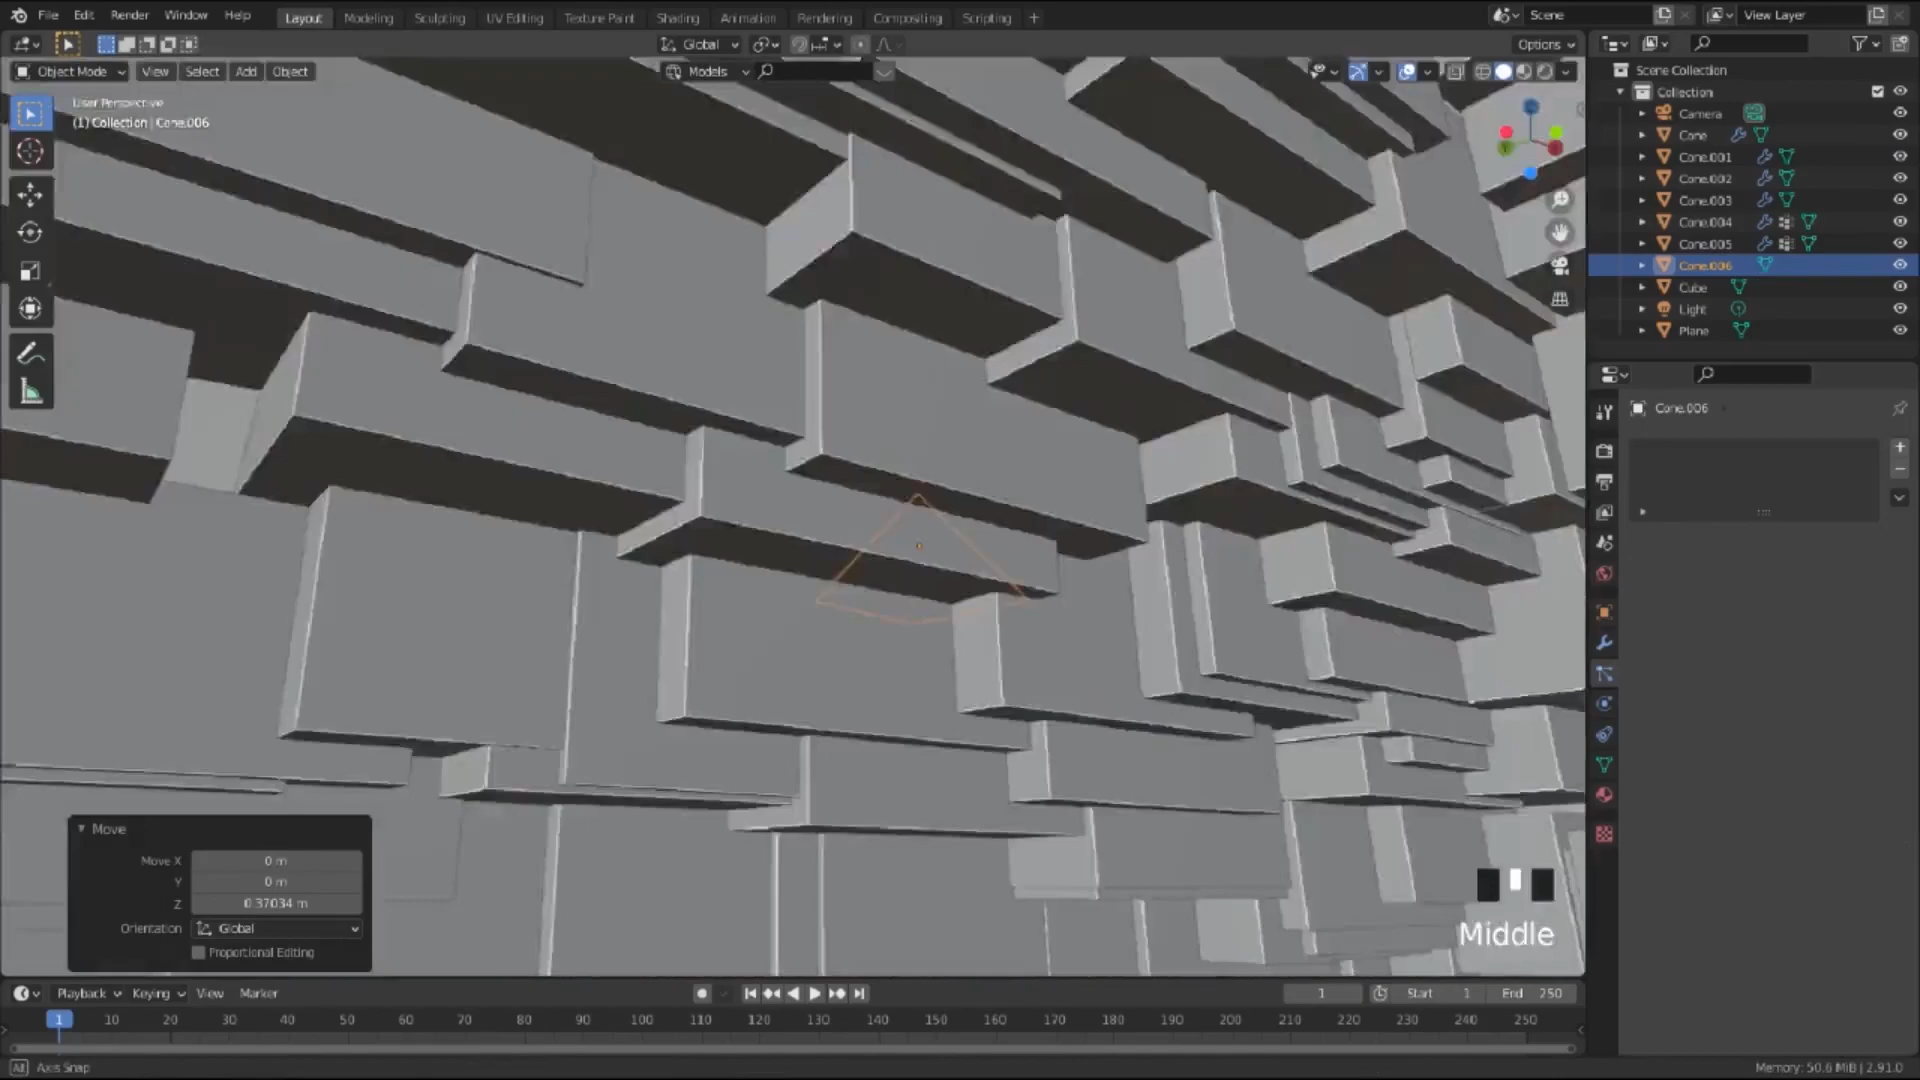 File Edit Render Window Help Layout Modeling Sculpting UV Editing Texture Paint Shading Animation Rendering Compositing Scripting + Scene View Layer
Global Options
Object Mode View Select Add Object Models
User Perspective
(1) Collection | Cone.006
Scene Collection
Collection
Camera
Cone
Cone.001
Cone.002
Cone.003
Cone.004
Cone.005
Cone.006
Cube
Light
Plane
Cone.006
Move
Move X 0 m
Y 0 m
Z 0.37034 m
Orientation Global
Proportional Editing
Middle
Playback Keying View Marker 1 Start 1 End 250
1 10 20 30 40 50 60 70 80 90 100 110 120 130 140 150 160 170 180 190 200 210 220 230 240 250
Alt Axis Snap Memory: 50.6 MiB | 2.91.0